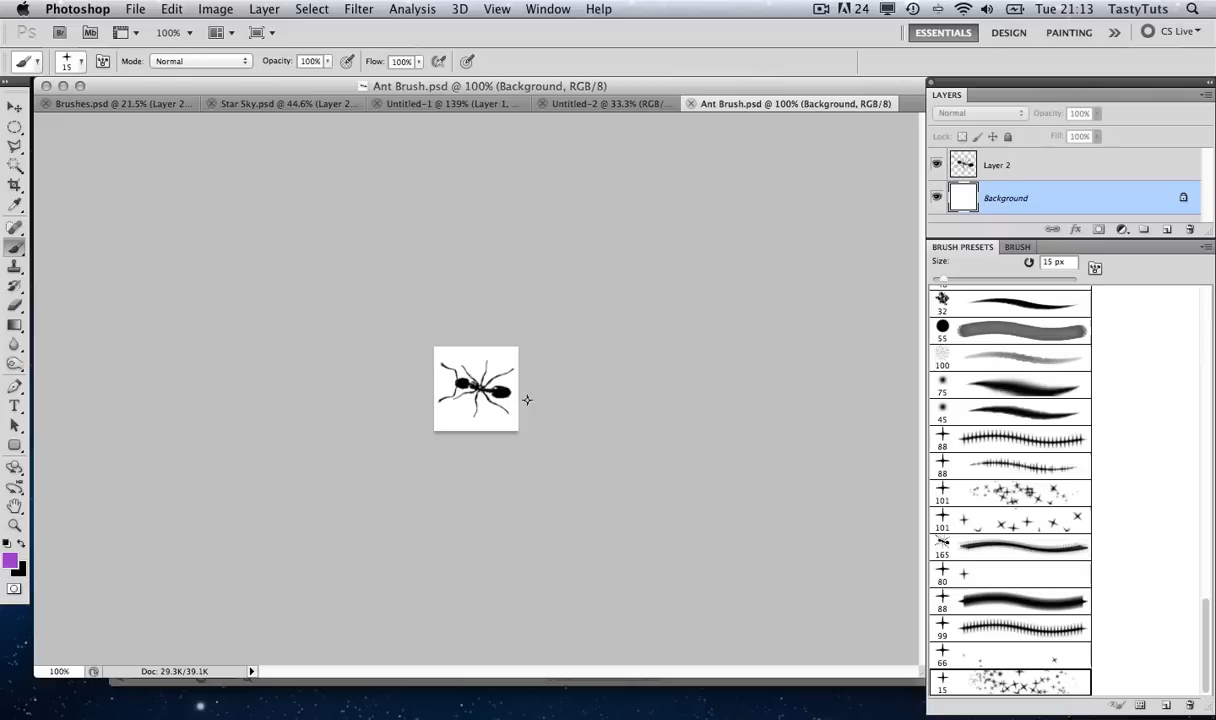 Photoshop File Edit Image Layer Select Filter Analysis 3D View Window Help 24 Tue 21:13 TastyTuts
Ps Br Mb 100% ESSENTIALS DESIGN PAINTING CS Live
15 Mode: Normal Opacity: 100% Flow: 100%
Ant Brush.psd @ 100% (Background, RGB/8)
Brushes.psd @ 21.5% (Layer 2... Star Sky.psd @ 44.6% (Layer 2... Untitled-1 @ 139% (Layer 1, ... Untitled-2 @ 33.3% (RGB/... Ant Brush.psd @ 100% (Background, RGB/8)
LAYERS
Normal Opacity: 100%
Lock: Fill: 100%
Layer 2
Background
BRUSH PRESETS BRUSH
Size: 15 px
32
55
100
75
45
88
88
101
101
165
80
88
99
66
15
100% Doc: 29.3K/39.1K